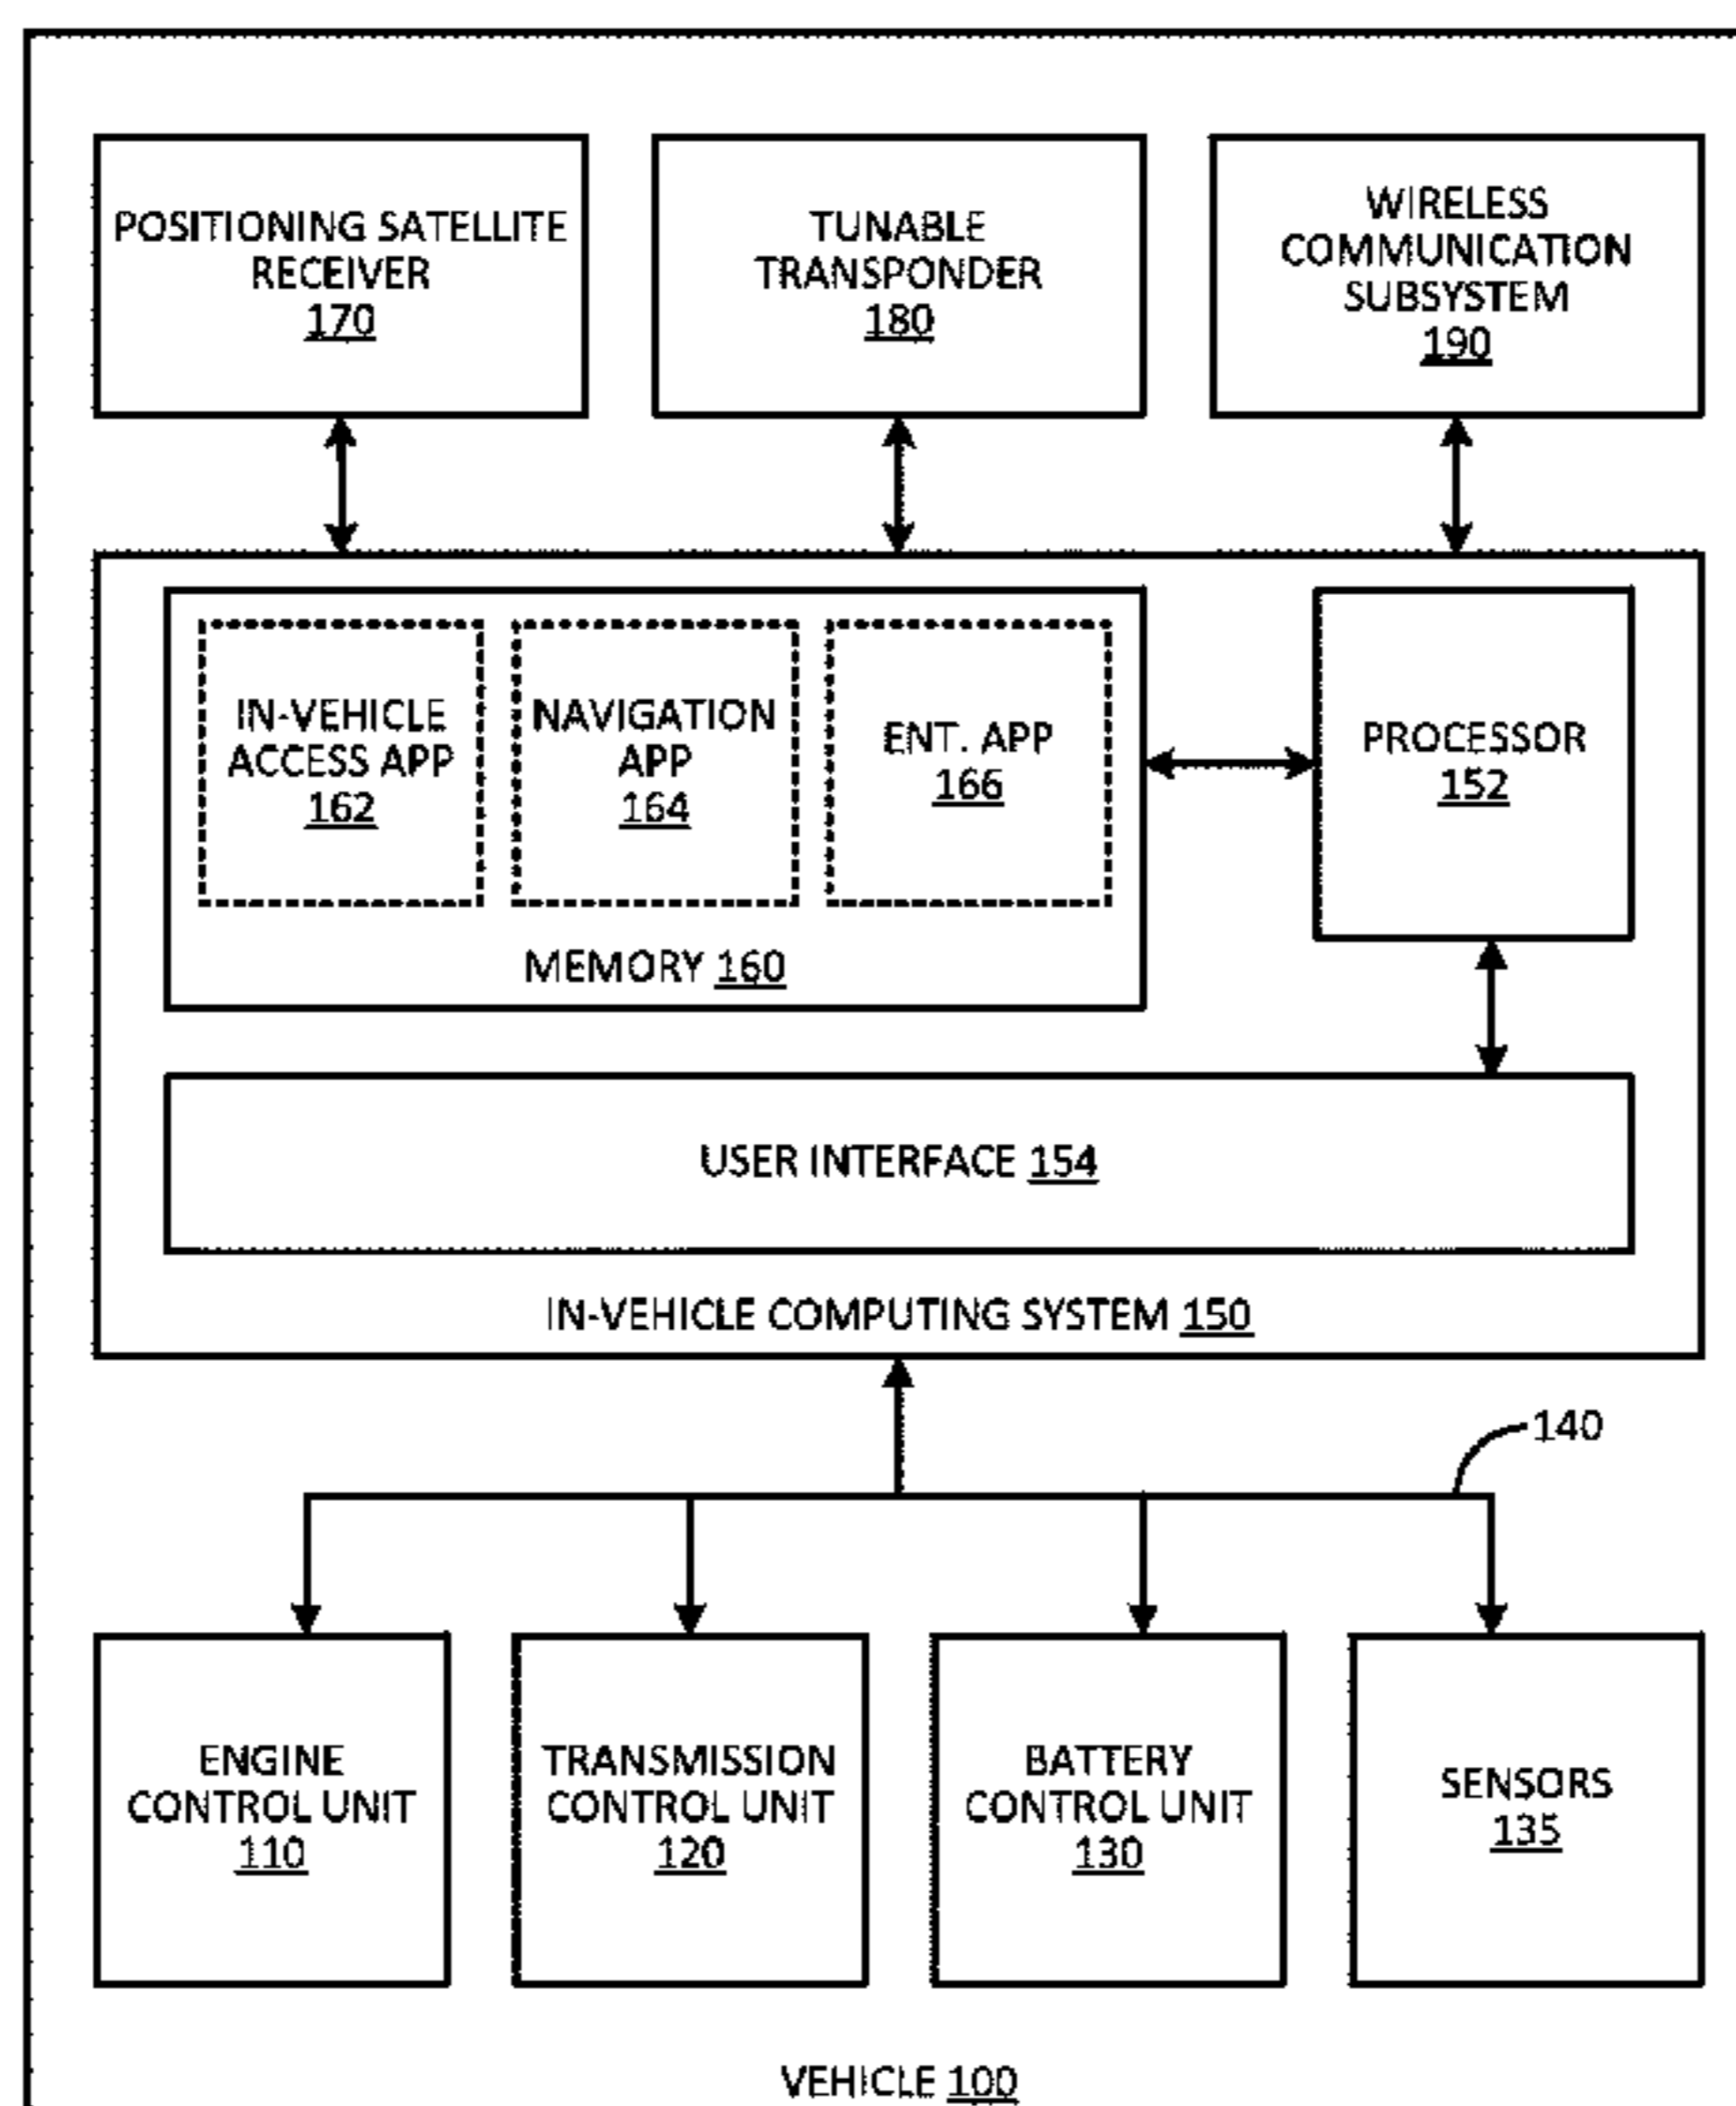 POSITIONING SATELLITE
RECEIVER
170
TUNABLE
TRANSPONDER
180
WIRELESS
COMMUNICATION
SUBSYSTEM
190
IN-VEHICLE
ACCESS APP
162
NAVIGATION
APP
164
ENT. APP
166
PROCESSOR
152
MEMORY 160
USER INTERFACE 154
IN-VEHICLE COMPUTING SYSTEM 150
140
ENGINE
CONTROL UNIT
110
TRANSMISSION
CONTROL UNIT
120
BATTERY
CONTROL UNIT
130
SENSORS
135
VEHICLE 100